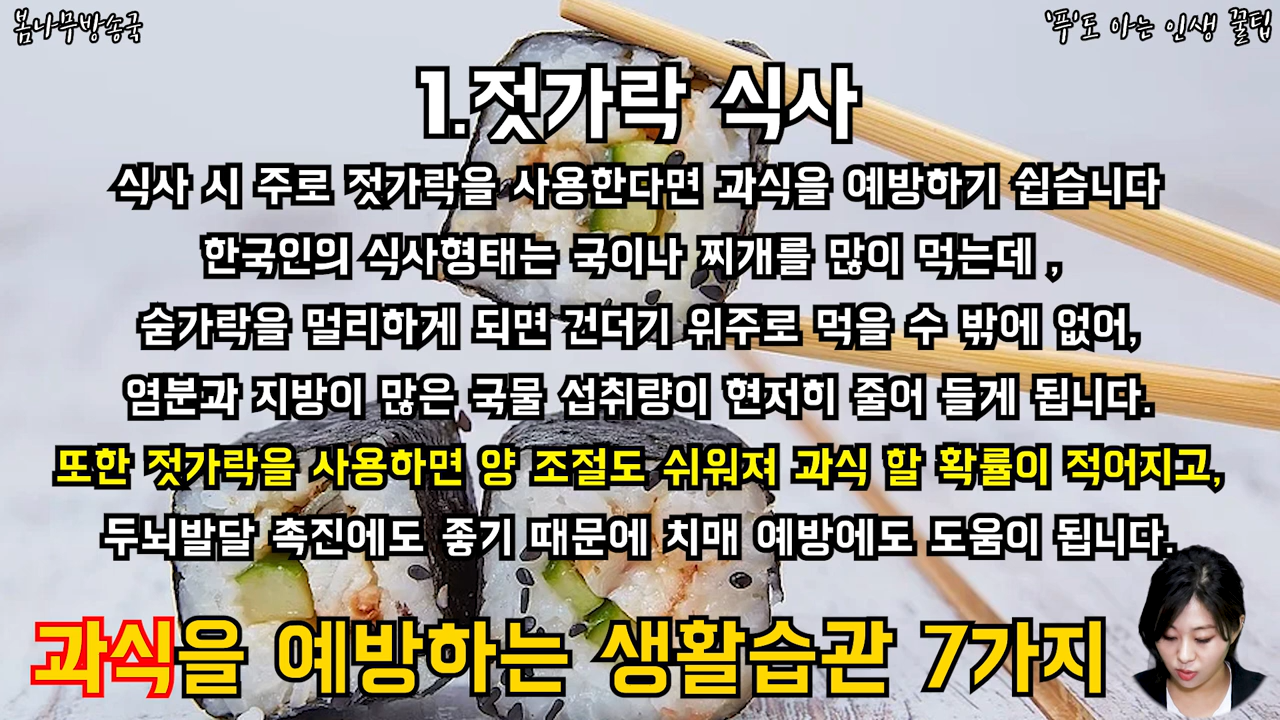 봄나무방송국
'푸'도 아는 인생 꿀팁
1.젓가락 식사
식사 시 주로 젓가락을 사용한다면 과식을 예방하기 쉽습니다
한국인의 식사형태는 국이나 찌개를 많이 먹는데 ,
숟가락을 멀리하게 되면 건더기 위주로 먹을 수 밖에 없어,
염분과 지방이 많은 국물 섭취량이 현저히 줄어 들게 됩니다.
또한 젓가락을 사용하면 양 조절도 쉬워져 과식 할 확률이 적어지고,
두뇌발달 촉진에도 좋기 때문에 치매 예방에도 도움이 됩니다.
과식을 예방하는 생활습관 7가지